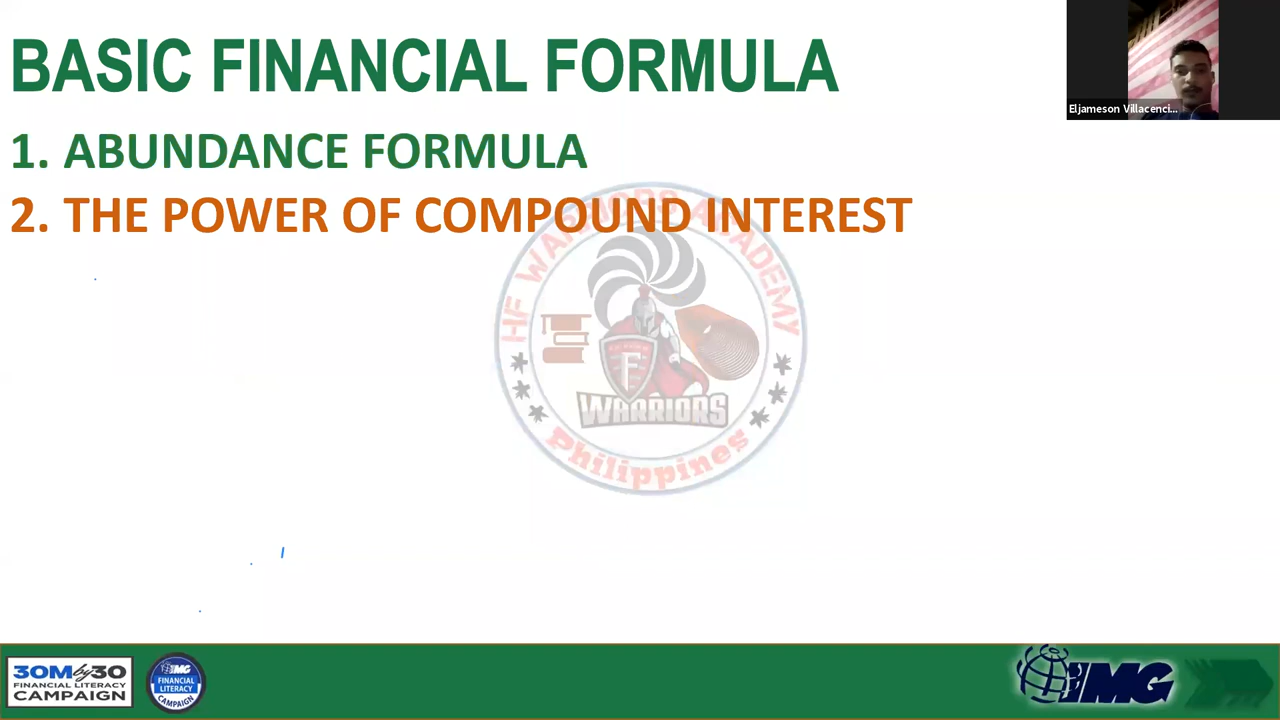 BASIC FINANCIAL FORMULA
Eljameson Villacenci...
1. ABUNDANCE FORMULA
2. THE POWER OF COMPOUND INTEREST
HF WARRIORS ACADEMY
F
WARRIORS
Philippines
30M by 30
FINANCIAL LITERACY
CAMPAIGN
IMG
FINANCIAL
LITERACY
CAMPAIGN
IMG